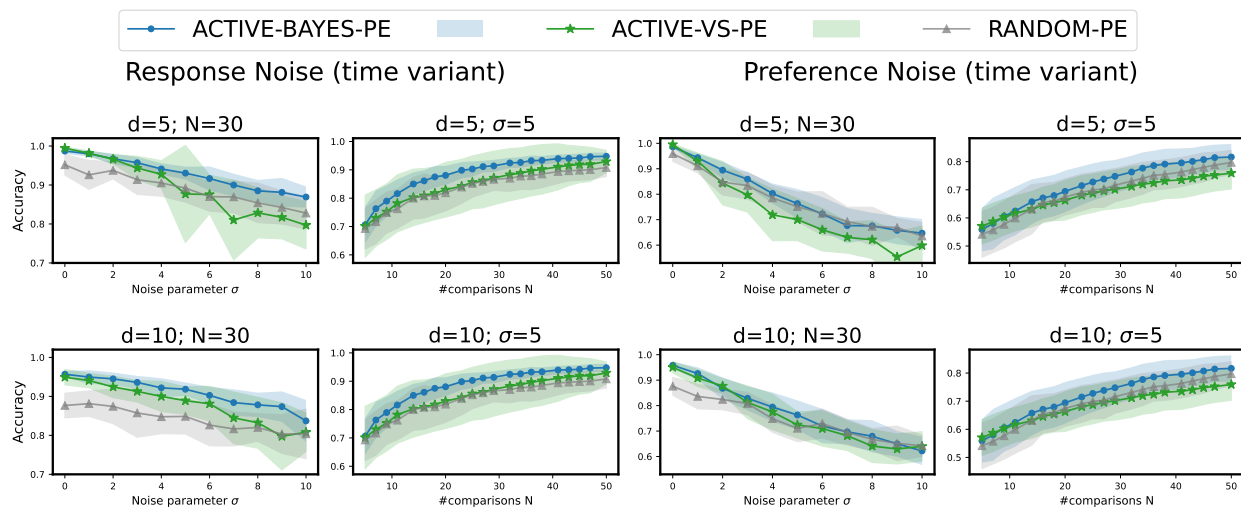 ACTIVE-BAYES-PE ACTIVE-VS-PE RANDOM-PE
Response Noise (time variant) Preference Noise (time variant)
d=5; N=30 d=5; σ=5 d=5; N=30 d=5; σ=5
Accuracy
1.0
0.9
0.8
0.7
0 2 4 6 8 10
Noise parameter σ
1.0
0.9
0.8
0.7
0.6
10 20 30 40 50
#comparisons N
1.0
0.9
0.8
0.7
0.6
0 2 4 6 8 10
Noise parameter σ
0.8
0.7
0.6
0.5
10 20 30 40 50
#comparisons N
d=10; N=30 d=10; σ=5 d=10; N=30 d=10; σ=5
Accuracy
1.0
0.9
0.8
0.7
0 2 4 6 8 10
Noise parameter σ
1.0
0.9
0.8
0.7
0.6
10 20 30 40 50
#comparisons N
1.0
0.9
0.8
0.7
0.6
0 2 4 6 8 10
Noise parameter σ
0.8
0.7
0.6
0.5
10 20 30 40 50
#comparisons N